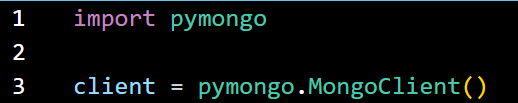 1 import pymongo
2
3 client = pymongo.MongoClient()